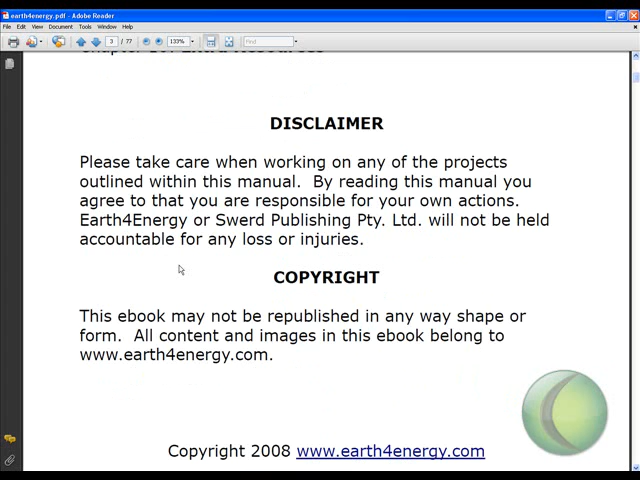 earth4energy.pdf - Adobe Reader
File Edit View Document Tools Window Help
3 / 77 133% Find
DISCLAIMER
Please take care when working on any of the projects
outlined within this manual. By reading this manual you
agree to that you are responsible for your own actions.
Earth4Energy or Swerd Publishing Pty. Ltd. will not be held
accountable for any loss or injuries.
COPYRIGHT
This ebook may not be republished in any way shape or
form. All content and images in this ebook belong to
www.earth4energy.com.
Copyright 2008 www.earth4energy.com